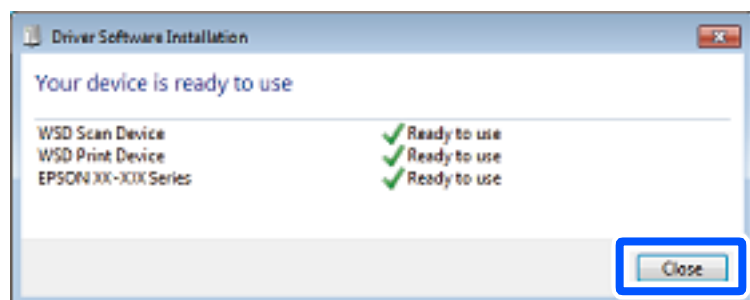 Driver Software Installation
Your device is ready to use
WSD Scan Device Ready to use
WSD Print Device Ready to use
EPSON XX-XXX Series Ready to use
Close